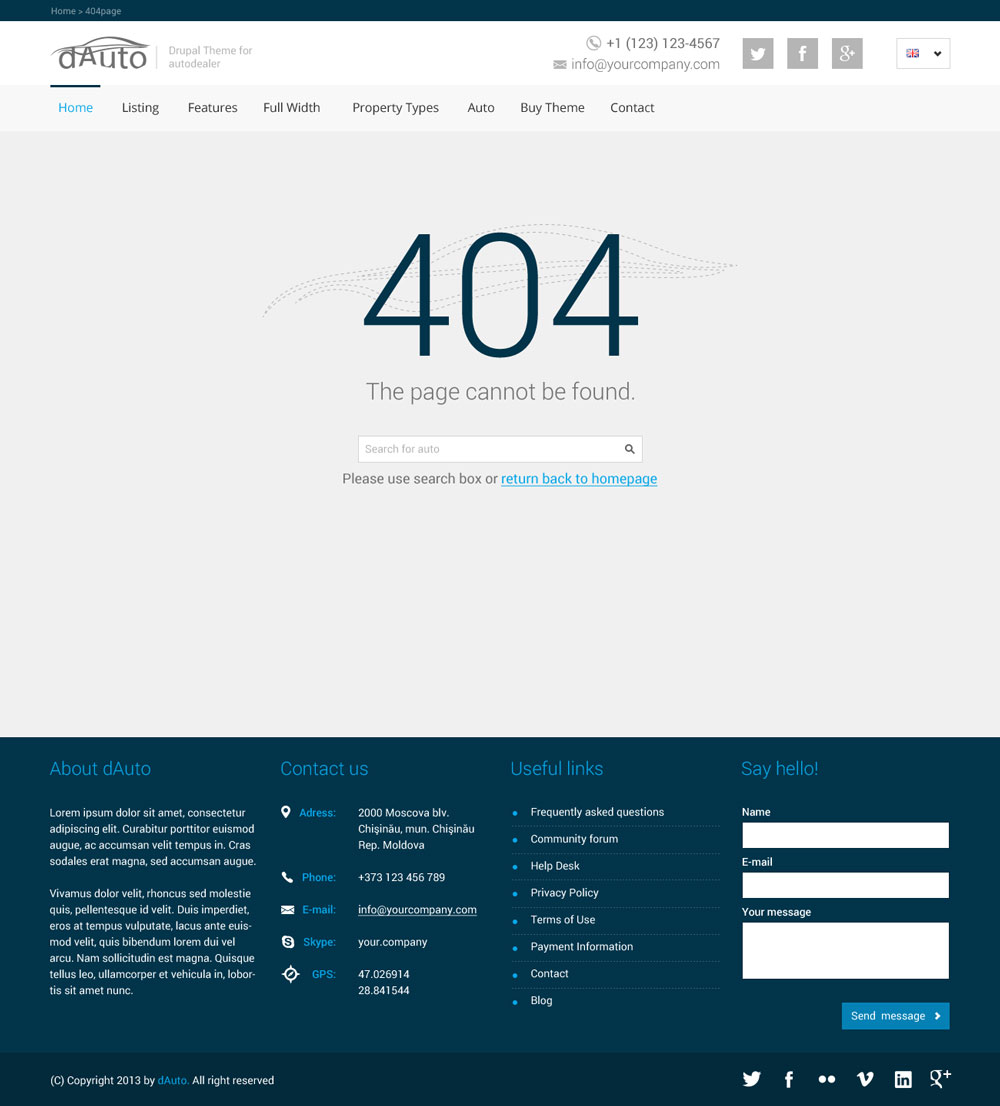 Home > 404page
dAuto
Drupal Theme for
autodealer
+1 (123) 123-4567
info@yourcompany.com
Home Listing Features Full Width Property Types Auto Buy Theme Contact
404
The page cannot be found.
Search for auto
Please use search box or return back to homepage
About dAuto
Lorem ipsum dolor sit amet, consectetur
adipiscing elit. Curabitur porttitor euismod
augue, ac accumsan velit tempus in. Cras
sodales erat magna, sed accumsan augue.
Vivamus dolor velit, rhoncus sed molestie
quis, pellentesque id velit. Duis imperdiet,
eros at tempus vulputate, lacus ante euis-
mod velit, quis bibendum lorem dui vel
arcu. Nam sollicitudin est magna. Quisque
tellus leo, ullamcorper et vehicula in, lobor-
tis sit amet nunc.
Contact us
Adress: 2000 Moscova blv.
Chișinău, mun. Chișinău
Rep. Moldova
Phone: +373 123 456 789
E-mail: info@yourcompany.com
Skype: your.company
GPS: 47.026914
28.841544
Useful links
Frequently asked questions
Community forum
Help Desk
Privacy Policy
Terms of Use
Payment Information
Contact
Blog
Say hello!
Name
E-mail
Your message
Send message
(C) Copyright 2013 by dAuto. All right reserved